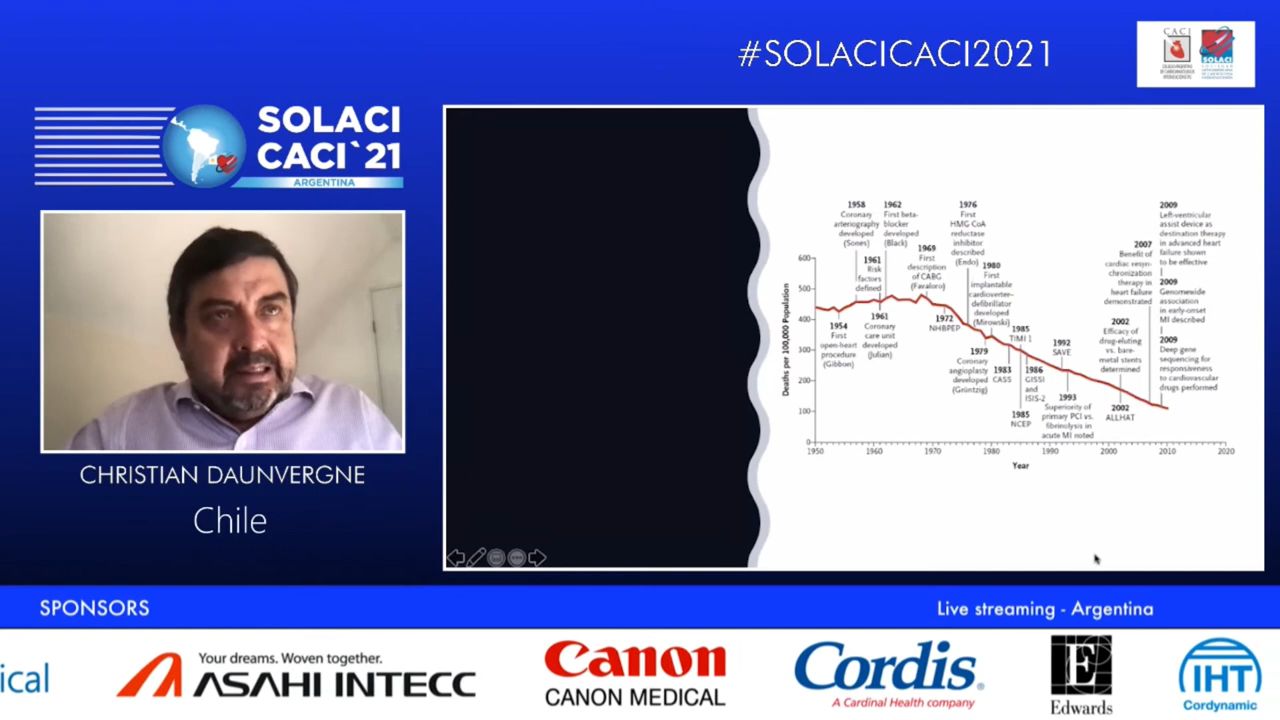 #SOLACICACI2021
CACI
SOLACI
SOLACI
CACI`21
ARGENTINA
CHRISTIAN DAUNVERGNE
Chile
1958
Coronary
arteriography
developed
(Sones)
1962
First beta-
blocker
developed
(Black)
1976
First
HMG CoA
reductase
inhibitor
described
(Endo)
2009
Left-ventricular
assist device as
destination therapy
in advanced heart
failure shown
to be effective
1961
Risk
factors
defined
1969
First
description
of CABG
(Favaloro)
1980
First
implantable
cardioverter–
defibrillator
developed
(Mirowski)
2007
Benefit of
cardiac resyn-
chronization
therapy in
heart failure
demonstrated
2009
Genomewide
association
in early-onset
MI described
1954
First
open-heart
procedure
(Gibbon)
1961
Coronary
care unit
developed
(Julian)
1972
NHBPEP
1985
TIMI 1
1992
SAVE
2002
Efficacy of
drug-eluting
vs. bare-
metal stents
determined
2009
Deep gene
sequencing for
responsiveness
to cardiovascular
drugs performed
1979
Coronary
angioplasty
developed
(Grüntzig)
1983
CASS
1986
GISSI
and
ISIS-2
1985
NCEP
1993
Superiority of
primary PCI vs.
fibrinolysis in
acute MI noted
2002
ALLHAT
Deaths per 100,000 Population
600
500
400
300
200
100
0
1950 1960 1970 1980 1990 2000 2010 2020
Year
SPONSORS
Live streaming - Argentina
ical
Your dreams. Woven together.
ASAHI INTECC
Canon
CANON MEDICAL
Cordis®
A Cardinal Health company
E
Edwards
IHT
Cordynamic